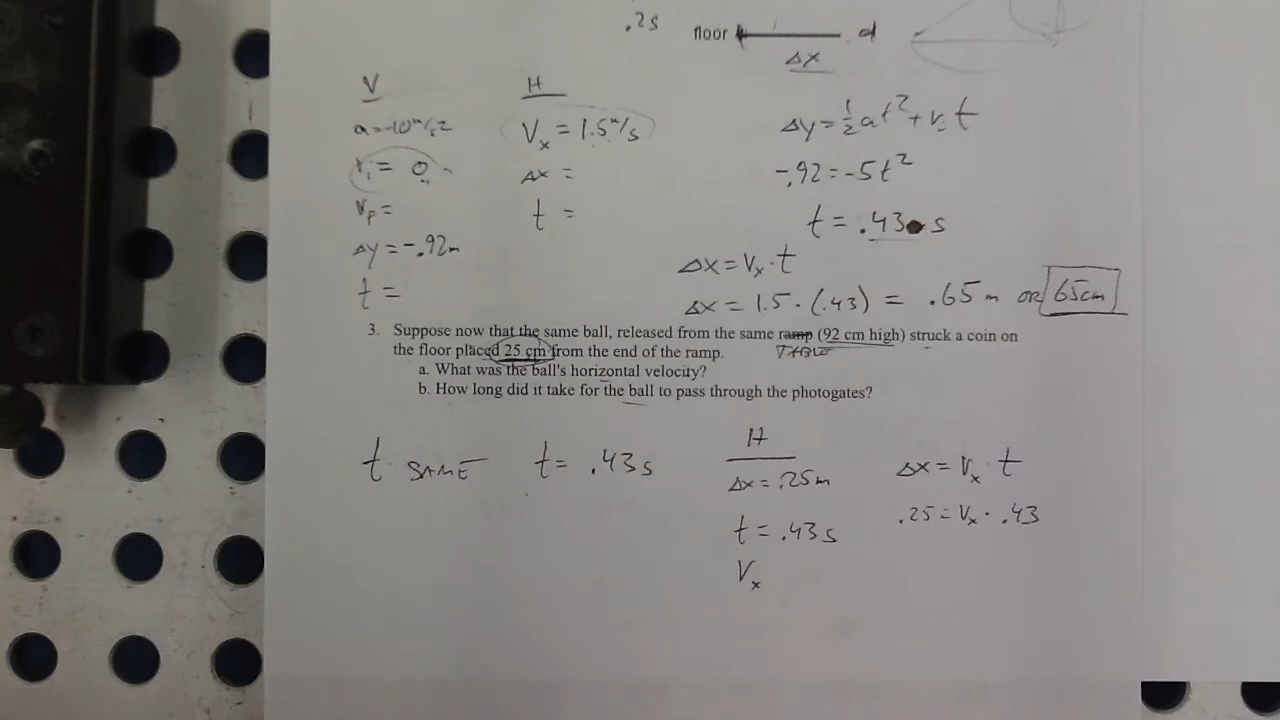 .2s floor d
Δx
V H
a=-10m/s2 Vx = 1.5m/s Δy=½at²+vit
vi= 0 Δx = -.92=-5t²
vf= t = t = .43 s
Δy=-.92m Δx=Vx·t
t = Δx = 1.5·(.43) = .65m OR 65cm
3. Suppose now that the same ball, released from the same ramp (92 cm high) struck a coin on
the floor placed 25 cm from the end of the ramp. TABLE
a. What was the ball's horizontal velocity?
b. How long did it take for the ball to pass through the photogates?
t SAME t= .43s H
Δx=.25m Δx=Vx·t
t=.43s .25=Vx·.43
Vx